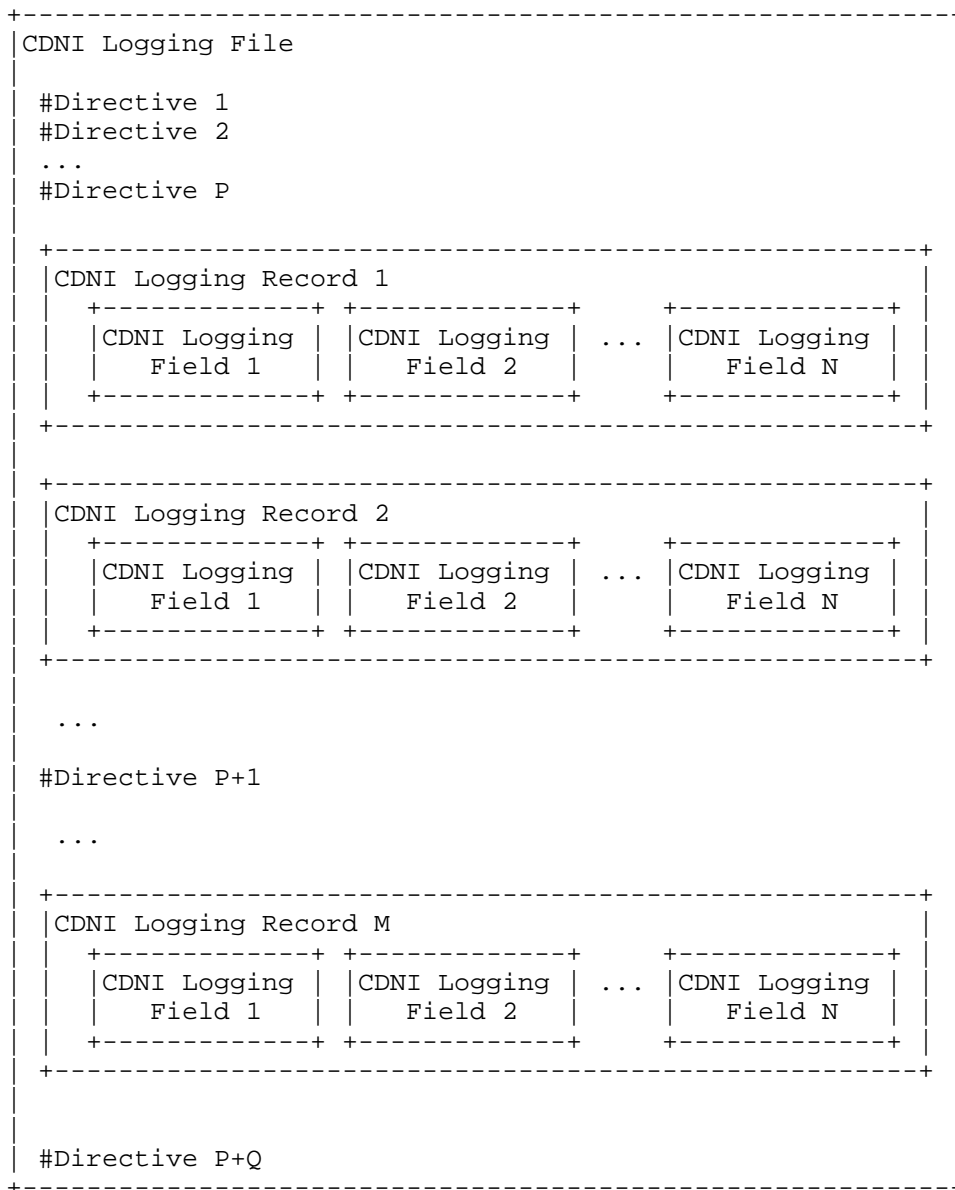 CDNI Logging File
#Directive 1
#Directive 2
...
#Directive P
CDNI Logging Record 1
CDNI Logging CDNI Logging ... CDNI Logging
Field 1 Field 2 Field N
CDNI Logging Record 2
CDNI Logging CDNI Logging ... CDNI Logging
Field 1 Field 2 Field N
...
#Directive P+1
...
CDNI Logging Record M
CDNI Logging CDNI Logging ... CDNI Logging
Field 1 Field 2 Field N
#Directive P+Q